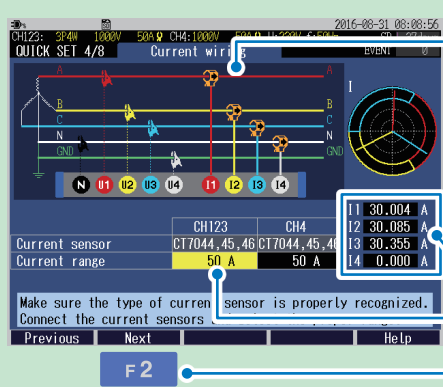 2016-08-31 08:08:56
CH123: 3P4W 1000V 50A CH4:1000V 50A
QUICK SET 4/8 Current wiring EVENT 0
A A I
B B
C C
N N
GND GND
N U1 U2 U3 U4 I1 I2 I3 I4
I1 30.004 A
I2 30.085 A
I3 30.355 A
I4 0.000 A
CH123 CH4
Current sensor CT7044,45,46 CT7044,45,46
Current range 50 A 50 A
Make sure the type of current sensor is properly recognized.
Connect the current sensors
Previous Next Help
F 2